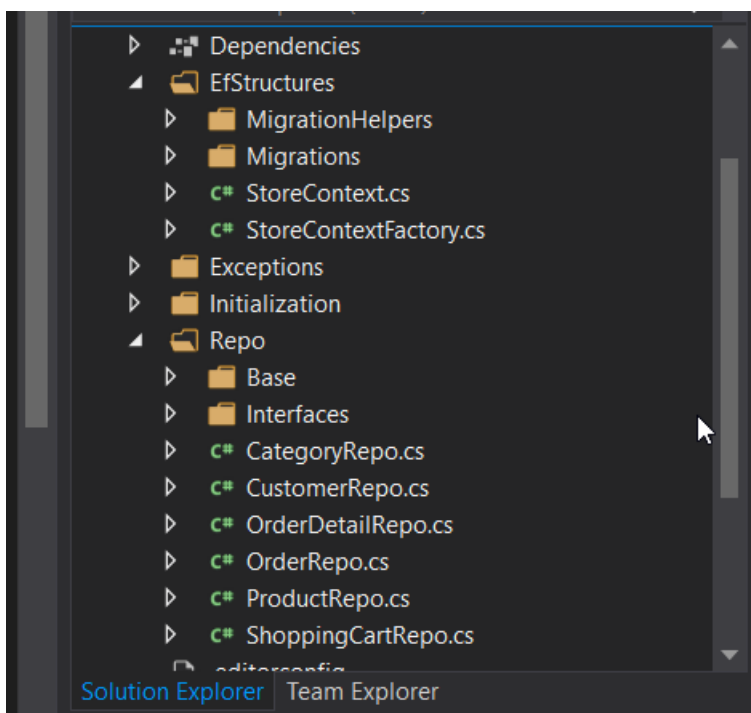 Dependencies
EfStructures
MigrationHelpers
Migrations
C# StoreContext.cs
C# StoreContextFactory.cs
Exceptions
Initialization
Repo
Base
Interfaces
C# CategoryRepo.cs
C# CustomerRepo.cs
C# OrderDetailRepo.cs
C# OrderRepo.cs
C# ProductRepo.cs
C# ShoppingCartRepo.cs
.editorconfig
Solution Explorer Team Explorer